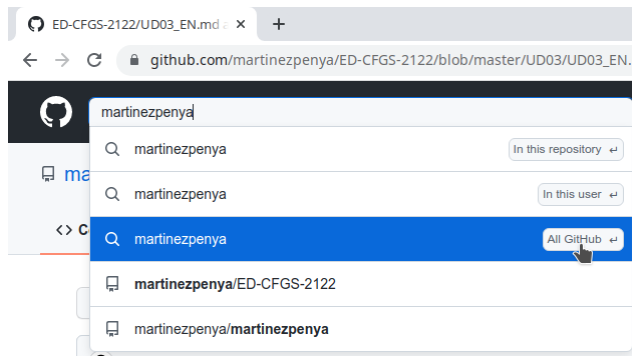 ED-CFGS-2122/UD03_EN.md
github.com/martinezpenya/ED-CFGS-2122/blob/master/UD03/UD03_EN.
martinezpenya
martinezpenya In this repository ↵
ma
martinezpenya In this user ↵
<> C
martinezpenya All GitHub ↵
martinezpenya/ED-CFGS-2122
martinezpenya/martinezpenya